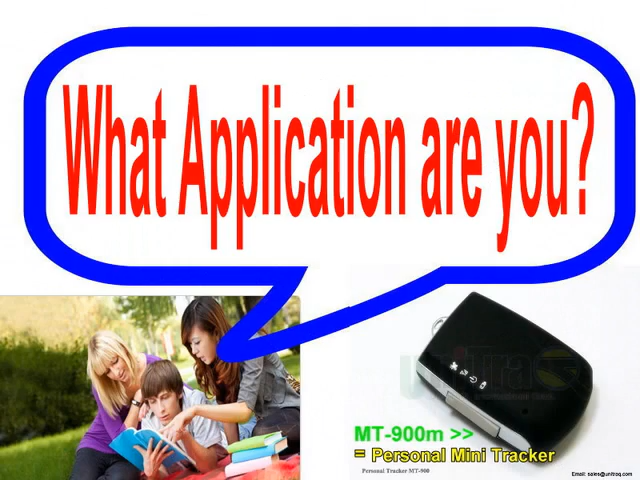 What Application are you?
MT-900m >>
= Personal Mini Tracker
Personal Tracker MT-900
Email: sales@unitraq.com